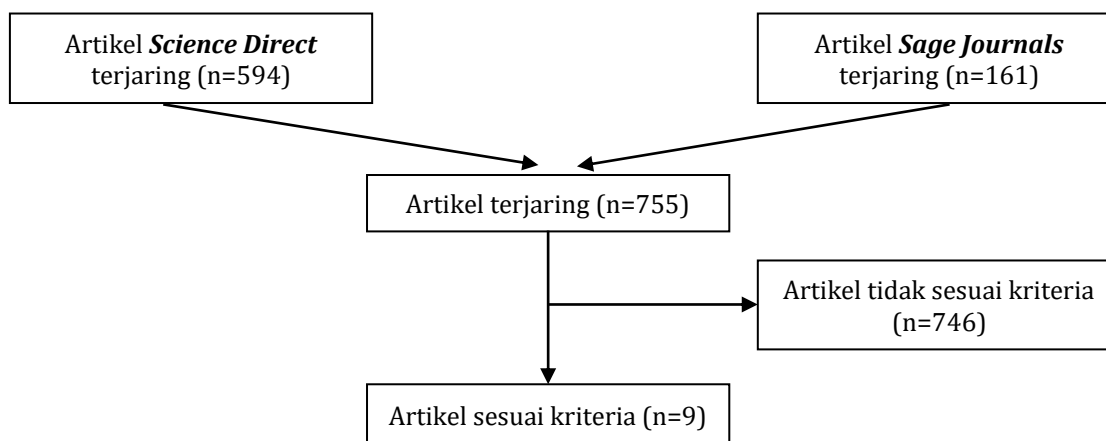 Artikel Science Direct
terjaring (n=594)
Artikel Sage Journals
terjaring (n=161)
Artikel terjaring (n=755)
Artikel tidak sesuai kriteria
(n=746)
Artikel sesuai kriteria (n=9)